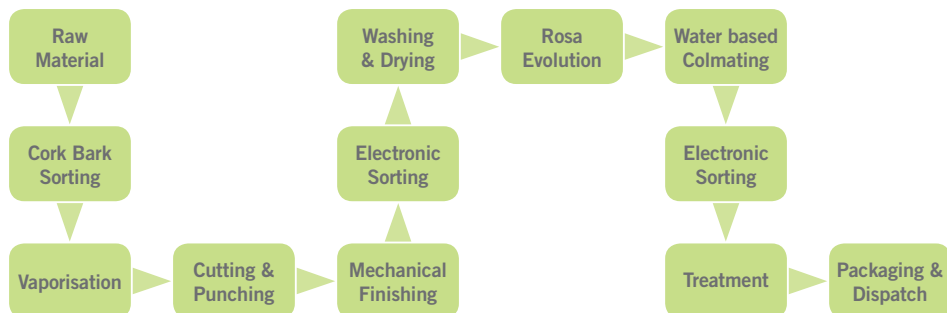 Raw
Material
Cork Bark
Sorting
Vaporisation
Cutting &
Punching
Mechanical
Finishing
Electronic
Sorting
Washing
& Drying
Rosa
Evolution
Water based
Colmating
Electronic
Sorting
Treatment
Packaging &
Dispatch